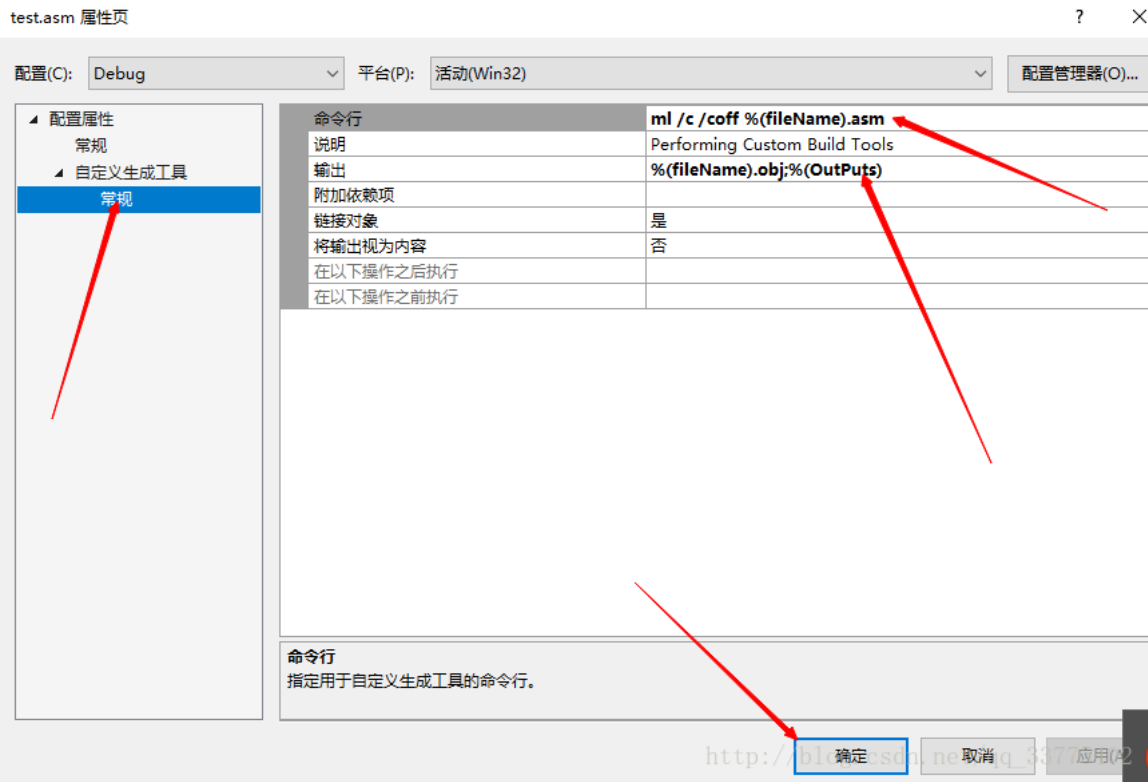 test.asm 属性页 ?
配置(C): Debug 平台(P): 活动(Win32) 配置管理器(O)...
配置属性
常规
自定义生成工具
常规
命令行 ml /c /coff %(fileName).asm
说明 Performing Custom Build Tools
输出 %(fileName).obj;%(OutPuts)
附加依赖项
链接对象 是
将输出视为内容 否
在以下操作之后执行
在以下操作之前执行
命令行
指定用于自定义生成工具的命令行。
确定 取消 应用(A